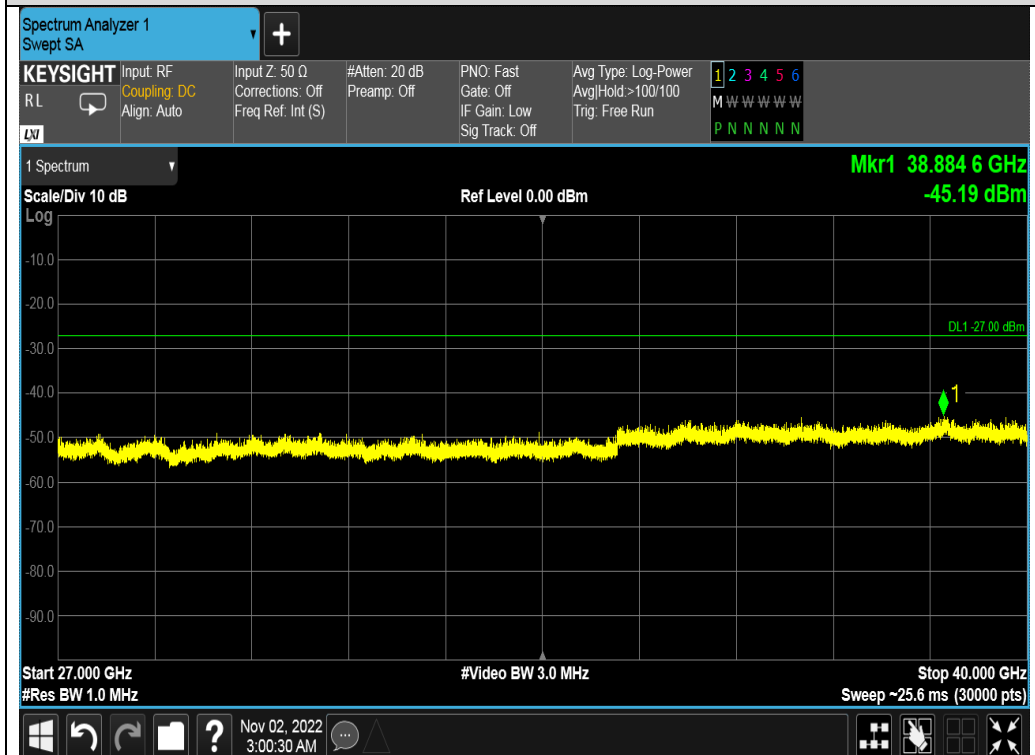 Spectrum Analyzer 1
Swept SA
+
KEYSIGHT
R L
LXI
Input: RF
Coupling: DC
Align: Auto
Input Z: 50 Ω
Corrections: Off
Freq Ref: Int (S)
#Atten: 20 dB
Preamp: Off
PNO: Fast
Gate: Off
IF Gain: Low
Sig Track: Off
Avg Type: Log-Power
Avg|Hold:>100/100
Trig: Free Run
1 2 3 4 5 6
M W W W W W
P N N N N N
1 Spectrum
Mkr1 38.884 6 GHz
-45.19 dBm
Scale/Div 10 dB
Ref Level 0.00 dBm
Log
-10.0
-20.0
DL1 -27.00 dBm
-30.0
-40.0
1
-50.0
-60.0
-70.0
-80.0
-90.0
Start 27.000 GHz
#Video BW 3.0 MHz
Stop 40.000 GHz
#Res BW 1.0 MHz
Sweep ~25.6 ms (30000 pts)
?
Nov 02, 2022
3:00:30 AM